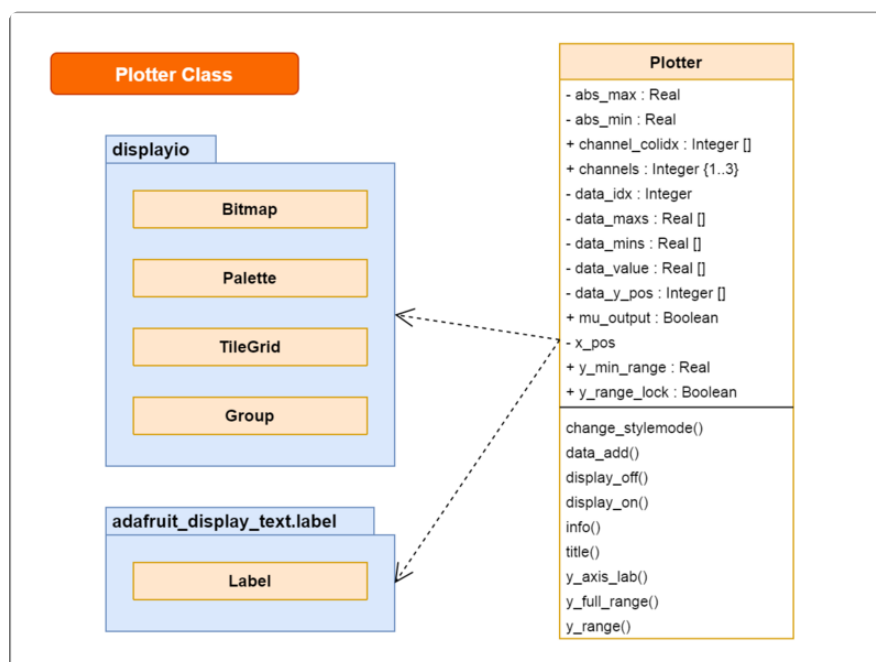 Plotter Class
displayio
Bitmap
Palette
TileGrid
Group
adafruit_display_text.label
Label
Plotter
- abs_max : Real
- abs_min : Real
+ channel_colidx : Integer []
+ channels : Integer {1..3}
- data_idx : Integer
- data_maxs : Real []
- data_mins : Real []
- data_value : Real []
- data_y_pos : Integer []
+ mu_output : Boolean
- x_pos
+ y_min_range : Real
+ y_range_lock : Boolean
change_stylemode()
data_add()
display_off()
display_on()
info()
title()
y_axis_lab()
y_full_range()
y_range()